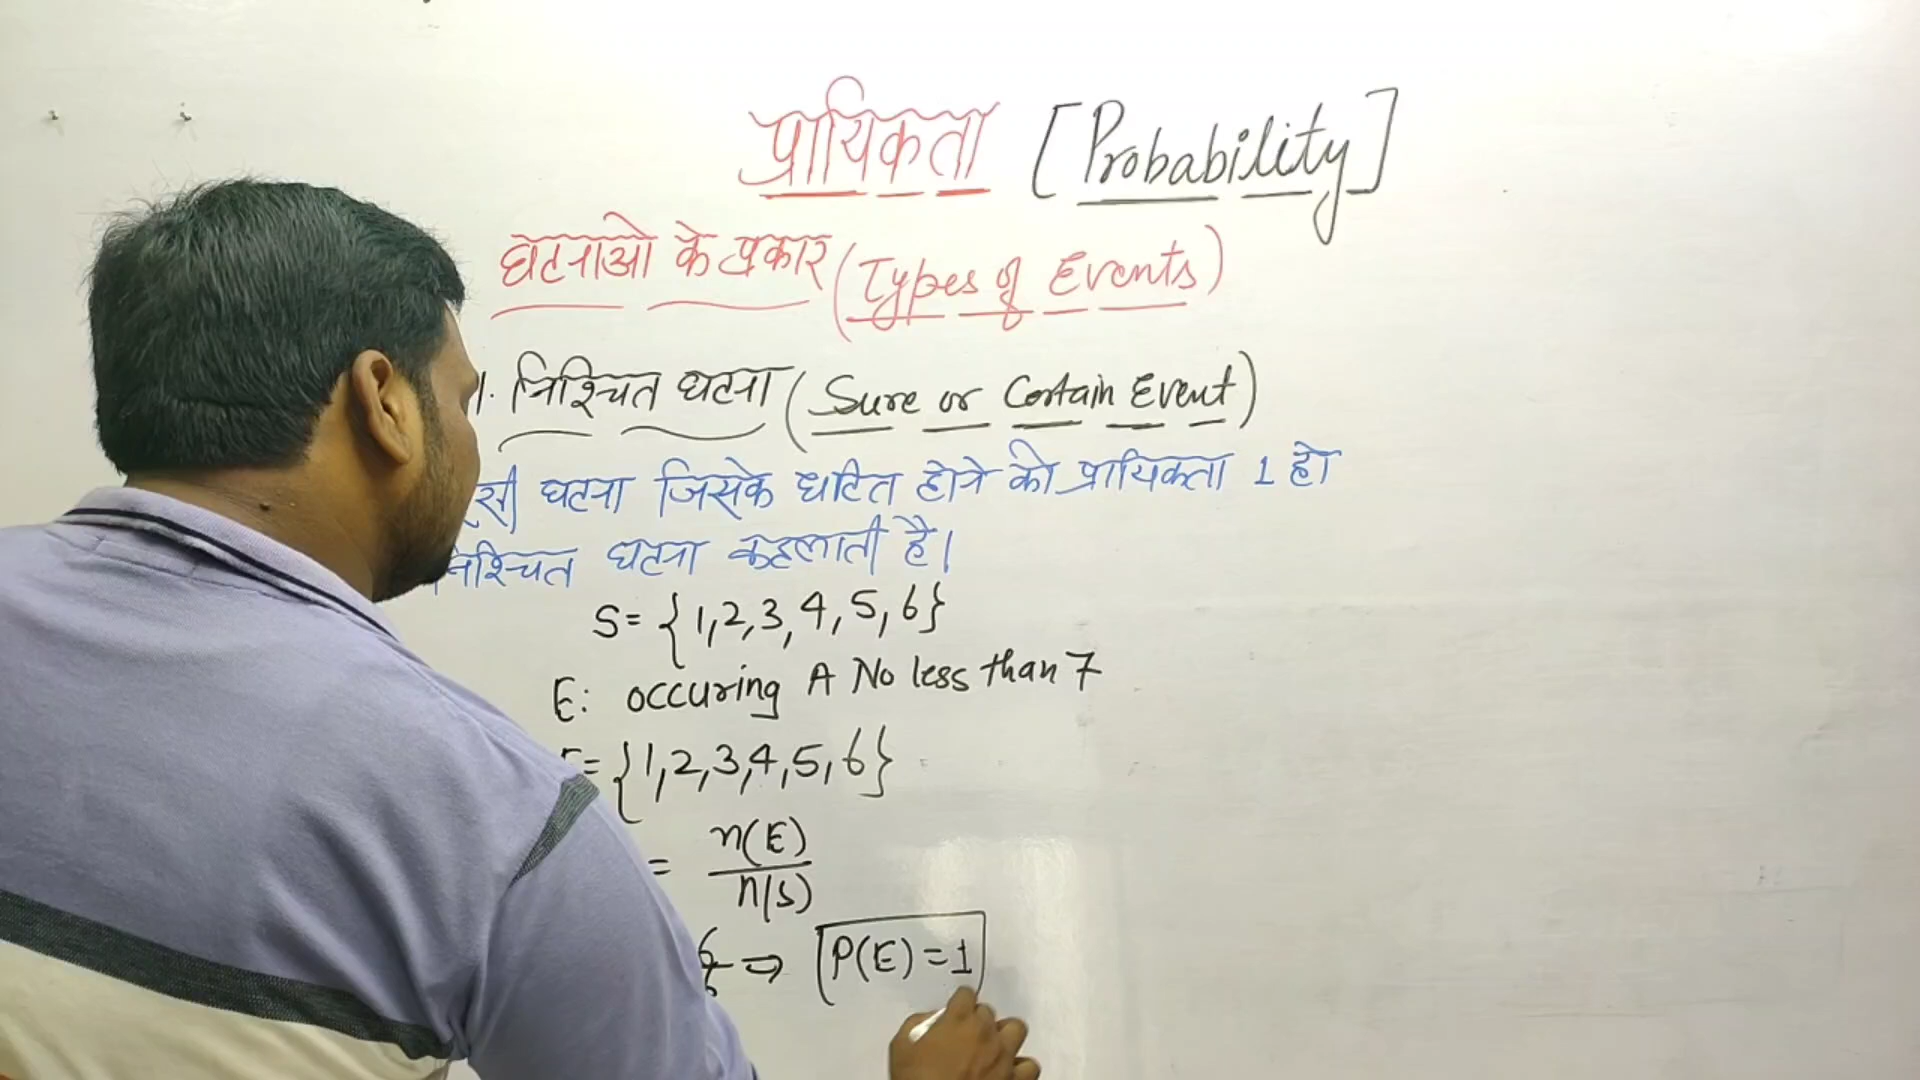 प्रायिकता [Probability]
घटनाओ के प्रकार (Types of Events)
1. निश्चित घटना (Sure or Certain Event)
घटना जिसके घटित होने की प्रायिकता 1 हो
निश्चित घटना कहलाती है।
S= {1,2,3,4,5,6}
E: occuring A No less than 7
= {1,2,3,4,5,6}
= n(E)
n(S)
6/6 ⇒ P(E)=1